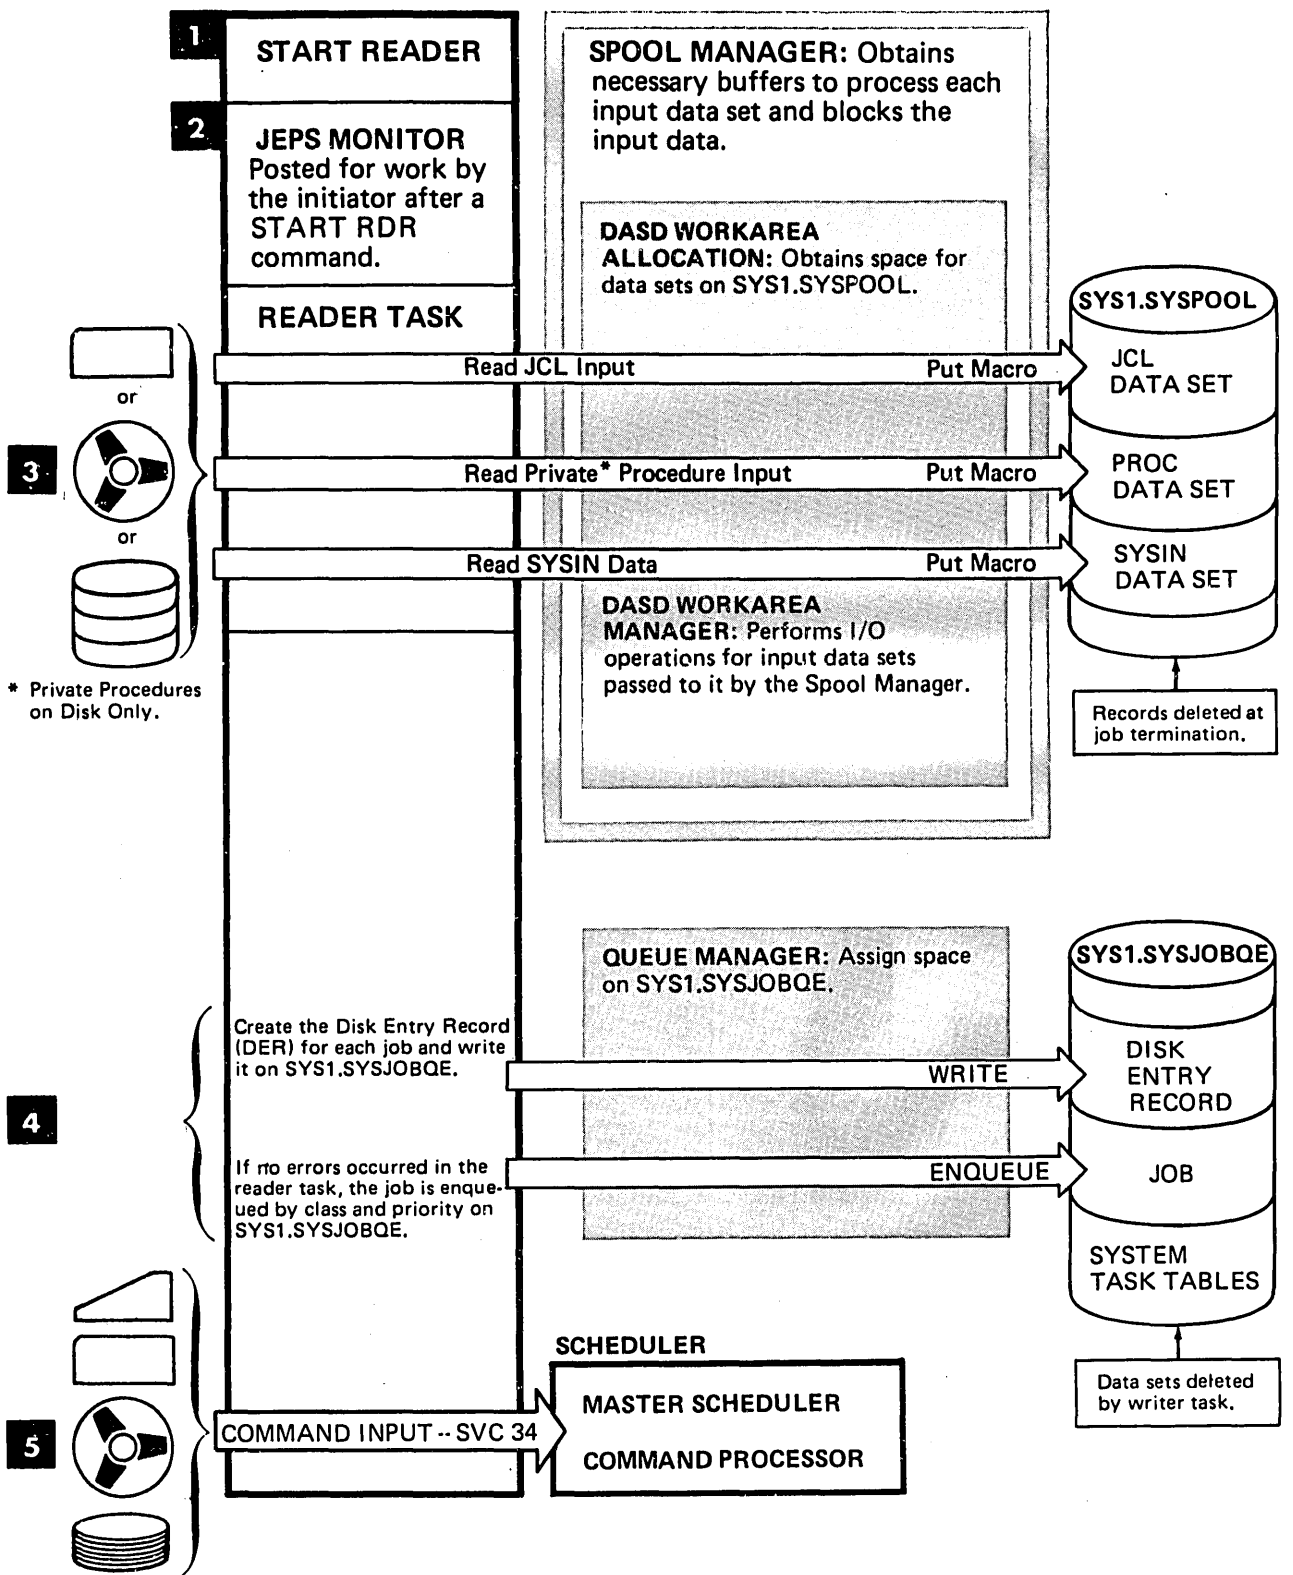 1
START READER
2
JEPS MONITOR
Posted for work by
the initiator after a
START RDR
command.
READER TASK
SPOOL MANAGER: Obtains
necessary buffers to process each
input data set and blocks the
input data.
DASD WORKAREA
ALLOCATION: Obtains space for
data sets on SYS1.SYSPOOL.
SYS1.SYSPOOL
Read JCL Input
Put Macro
JCL
DATA SET
or
3
Read Private* Procedure Input
Put Macro
PROC
DATA SET
or
Read SYSIN Data
Put Macro
SYSIN
DATA SET
DASD WORKAREA
MANAGER: Performs I/O
operations for input data sets
passed to it by the Spool Manager.
* Private Procedures
on Disk Only.
Records deleted at
job termination.
QUEUE MANAGER: Assign space
on SYS1.SYSJOBQE.
SYS1.SYSJOBQE
4
Create the Disk Entry Record
(DER) for each job and write
it on SYS1.SYSJOBQE.
WRITE
DISK
ENTRY
RECORD
If no errors occurred in the
reader task, the job is enque-
ued by class and priority on
SYS1.SYSJOBQE.
ENQUEUE
JOB
SYSTEM
TASK TABLES
Data sets deleted
by writer task.
5
COMMAND INPUT -- SVC 34
SCHEDULER
MASTER SCHEDULER
COMMAND PROCESSOR